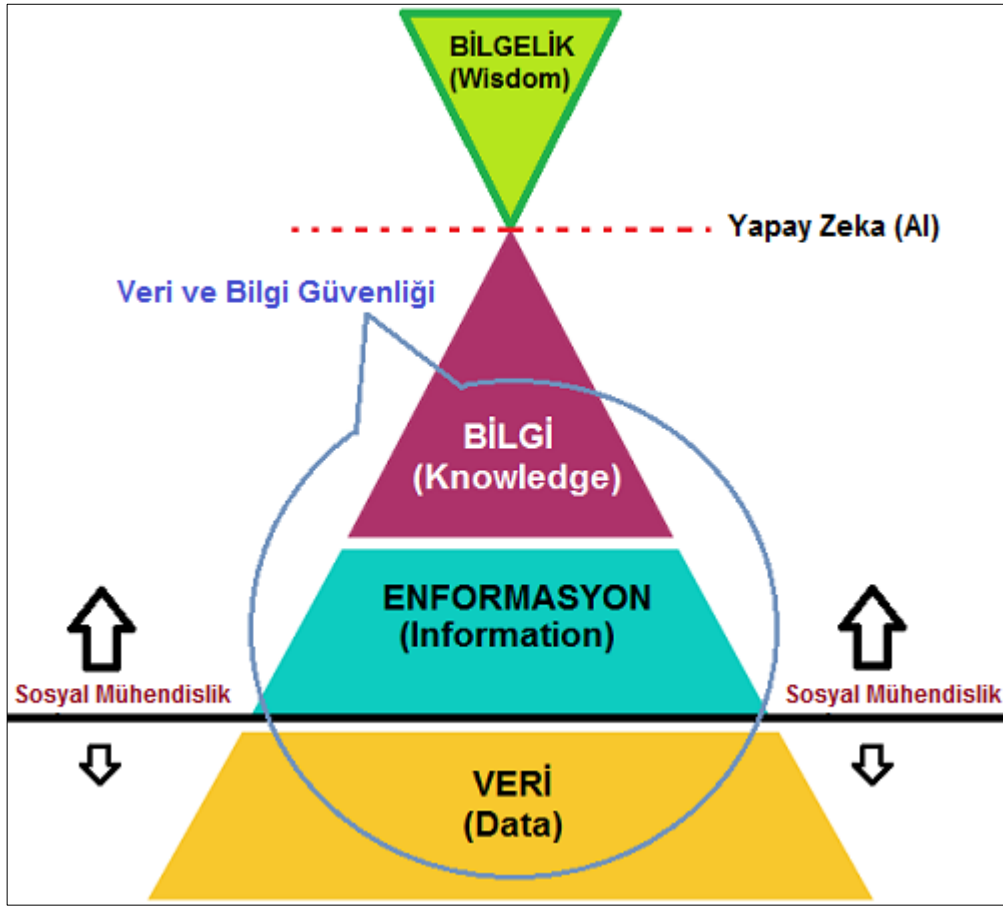 BİLGELİK
(Wisdom)
Yapay Zeka (AI)
Veri ve Bilgi Güvenliği
BİLGİ
(Knowledge)
ENFORMASYON
(Information)
Sosyal Mühendislik
Sosyal Mühendislik
VERİ
(Data)